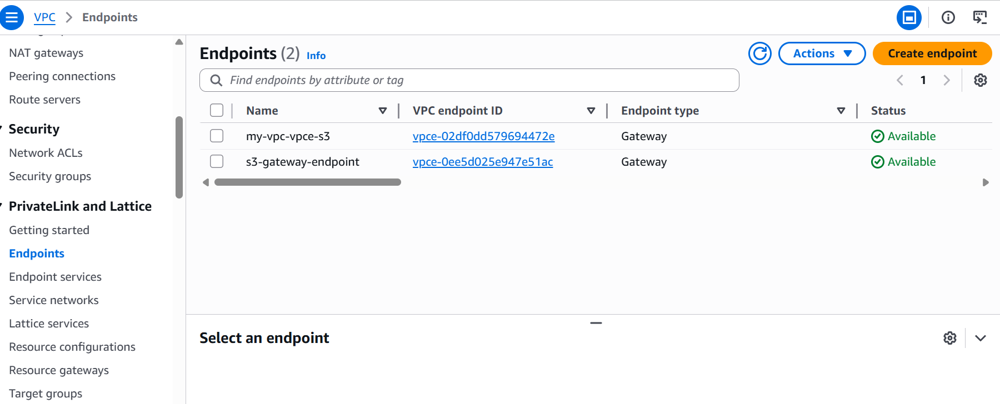 VPC > Endpoints
NAT gateways
Peering connections
Route servers
Security
Network ACLs
Security groups
PrivateLink and Lattice
Getting started
Endpoints
Endpoint services
Service networks
Lattice services
Resource configurations
Resource gateways
Target groups
Endpoints (2) Info
Actions
Create endpoint
Find endpoints by attribute or tag
1
Name VPC endpoint ID Endpoint type Status
my-vpc-vpce-s3 vpce-02df0dd579694472e Gateway Available
s3-gateway-endpoint vpce-0ee5d025e947e51ac Gateway Available
Select an endpoint